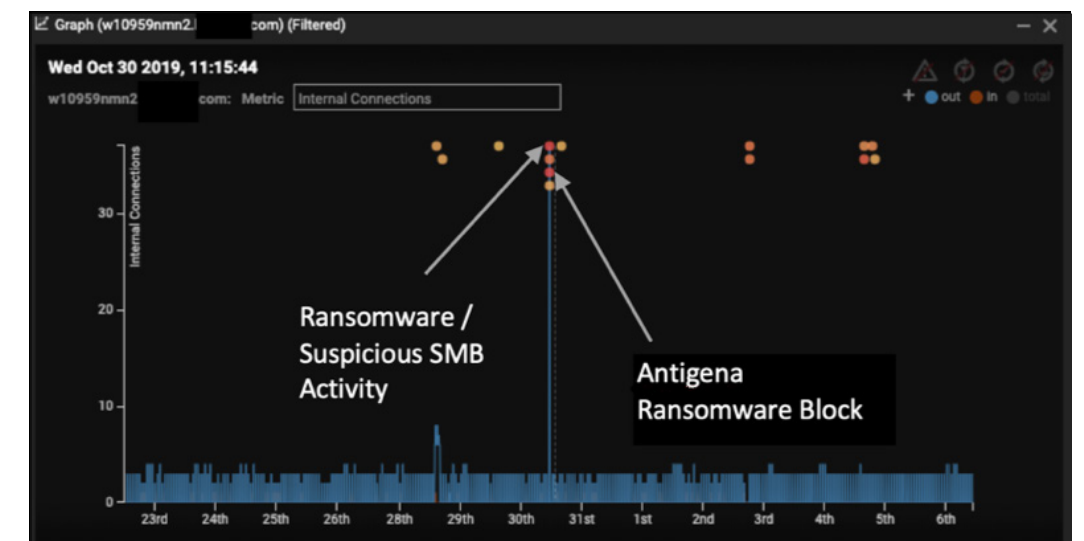 Graph (w10959nmn2. com) (Filtered)
Wed Oct 30 2019, 11:15:44
w10959nmn2 com: Metric Internal Connections
+ out in total
Internal Connections
30
20
10
0
Ransomware /
Suspicious SMB
Activity
Antigena
Ransomware Block
23rd 24th 25th 26th 28th 29th 30th 31st 1st 2nd 3rd 4th 5th 6th